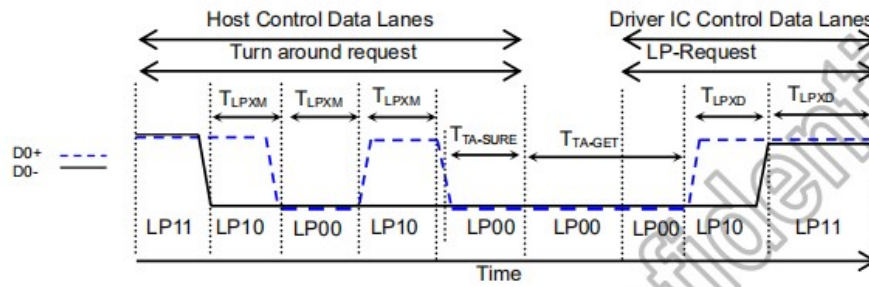 Host Control Data Lanes
Driver IC Control Data Lanes
Turn around request
LP-Request
TLPXM TLPXM TLPXM TLPXD TLPXD
TTA-SURE TTA-GET
D0+
D0-
LP11 LP10 LP00 LP10 LP00 LP00 LP00 LP10 LP11
Time